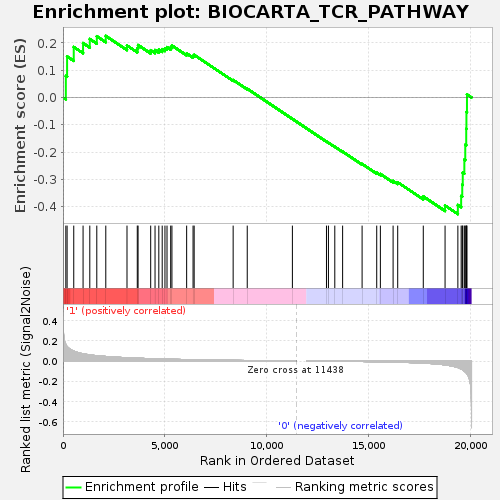 Enrichment plot: BIOCARTA_TCR_PATHWAY
Enrichment score (ES)
0.2
0.1
0.0
-0.1
-0.2
-0.3
-0.4
'1' (positively correlated)
Ranked list metric (Signal2Noise)
0.4
0.2
0.0
-0.2
-0.4
-0.6
Zero cross at 11438
'0' (negatively correlated)
0
5,000
10,000
15,000
20,000
Rank in Ordered Dataset
Enrichment profile
Hits
Ranking metric scores